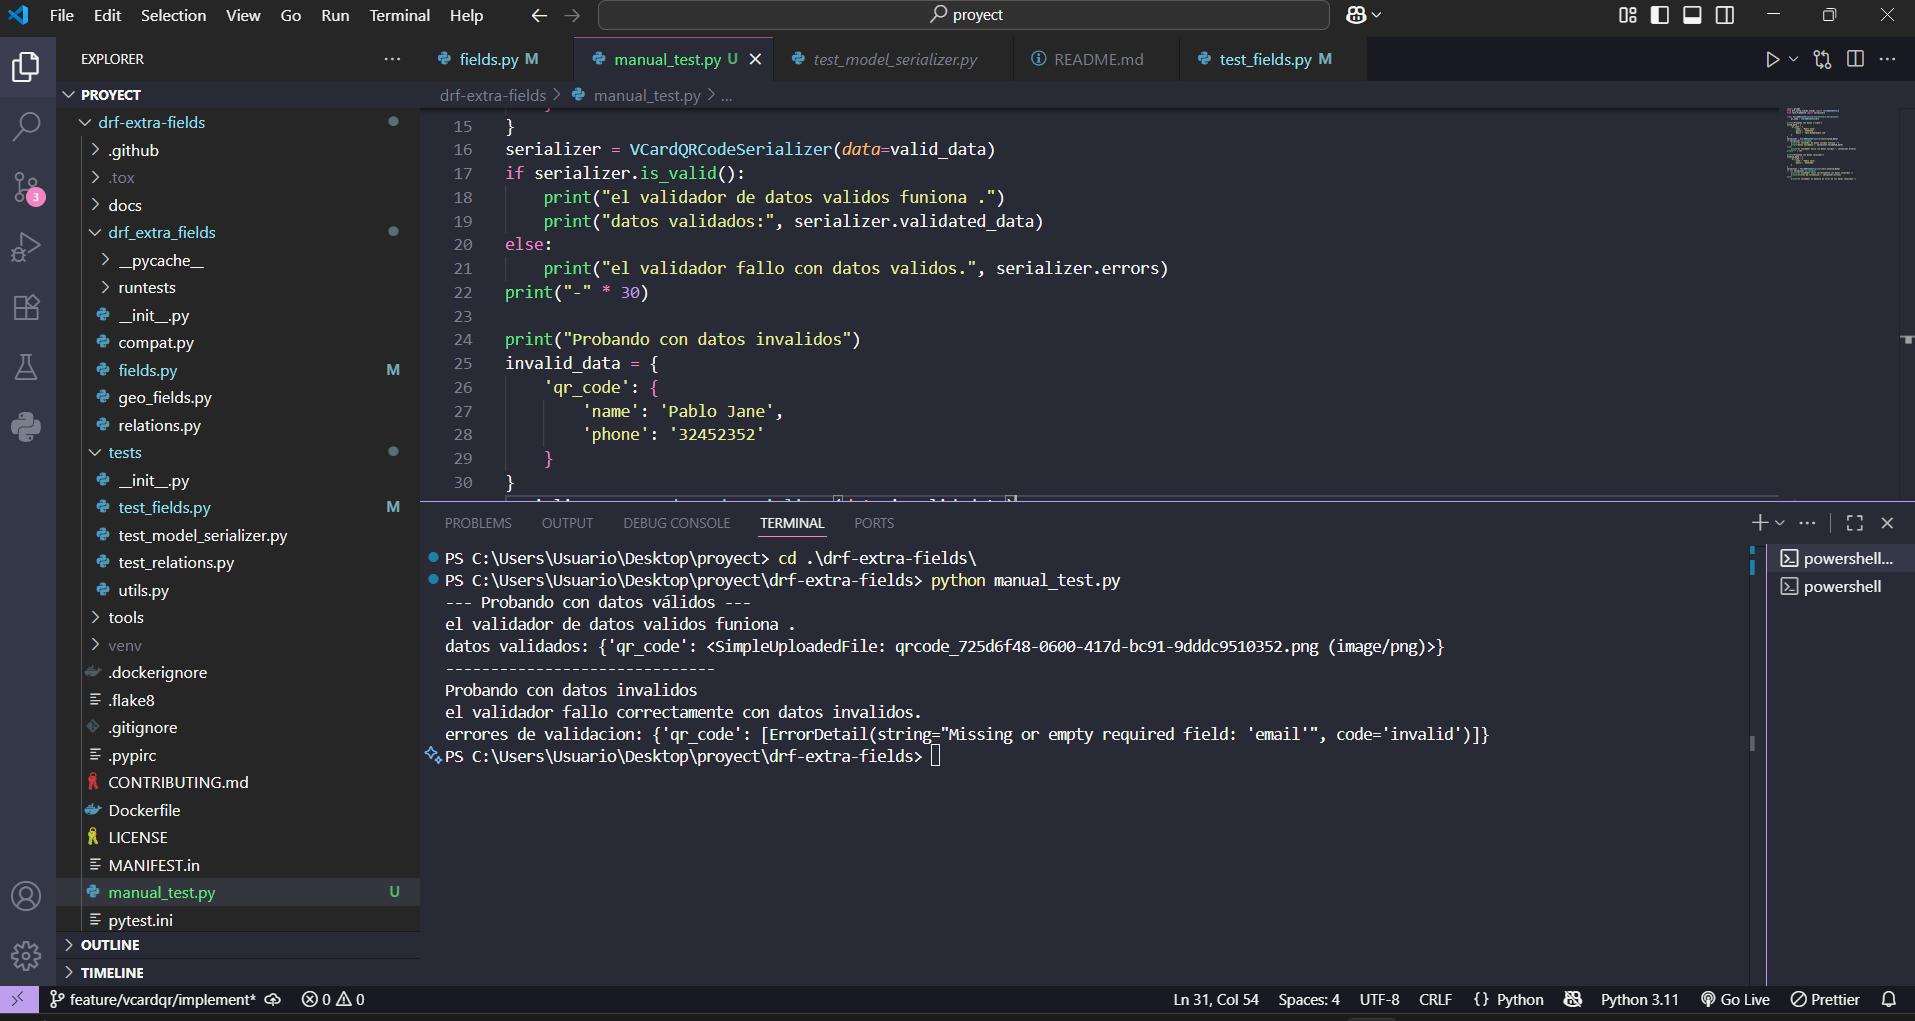 File Edit Selection View Go Run Terminal Help
proyect
EXPLORER
PROYECT
drf-extra-fields
.github
.tox
docs
drf_extra_fields
__pycache__
runtests
__init__.py
compat.py
fields.py M
geo_fields.py
relations.py
tests
__init__.py
test_fields.py M
test_model_serializer.py
test_relations.py
utils.py
tools
venv
.dockerignore
.flake8
.gitignore
.pypirc
CONTRIBUTING.md
Dockerfile
LICENSE
MANIFEST.in
manual_test.py U
pytest.ini
OUTLINE
TIMELINE
3
fields.py M manual_test.py U test_model_serializer.py README.md test_fields.py M
drf-extra-fields > manual_test.py > ...
15 }
16 serializer = VCardQRCodeSerializer(data=valid_data)
17 if serializer.is_valid():
18 print("el validador de datos validos funiona .")
19 print("datos validados:", serializer.validated_data)
20 else:
21 print("el validador fallo con datos validos.", serializer.errors)
22 print("-" * 30)
23
24 print("Probando con datos invalidos")
25 invalid_data = {
26 'qr_code': {
27 'name': 'Pablo Jane',
28 'phone': '32452352'
29 }
30 }
PROBLEMS OUTPUT DEBUG CONSOLE TERMINAL PORTS
PS C:\Users\Usuario\Desktop\proyect> cd .\drf-extra-fields\
PS C:\Users\Usuario\Desktop\proyect\drf-extra-fields> python manual_test.py
--- Probando con datos válidos ---
el validador de datos validos funiona .
datos validados: {'qr_code': <SimpleUploadedFile: qrcode_725d6f48-0600-417d-bc91-9dddc9510352.png (image/png)>}
------------------------------
Probando con datos invalidos
el validador fallo correctamente con datos invalidos.
errores de validacion: {'qr_code': [ErrorDetail(string="Missing or empty required field: 'email'", code='invalid')]}
PS C:\Users\Usuario\Desktop\proyect\drf-extra-fields>
powershell...
powershell
feature/vcardqr/implement* 0 0 Ln 31, Col 54 Spaces: 4 UTF-8 CRLF {} Python Python 3.11 Go Live Prettier